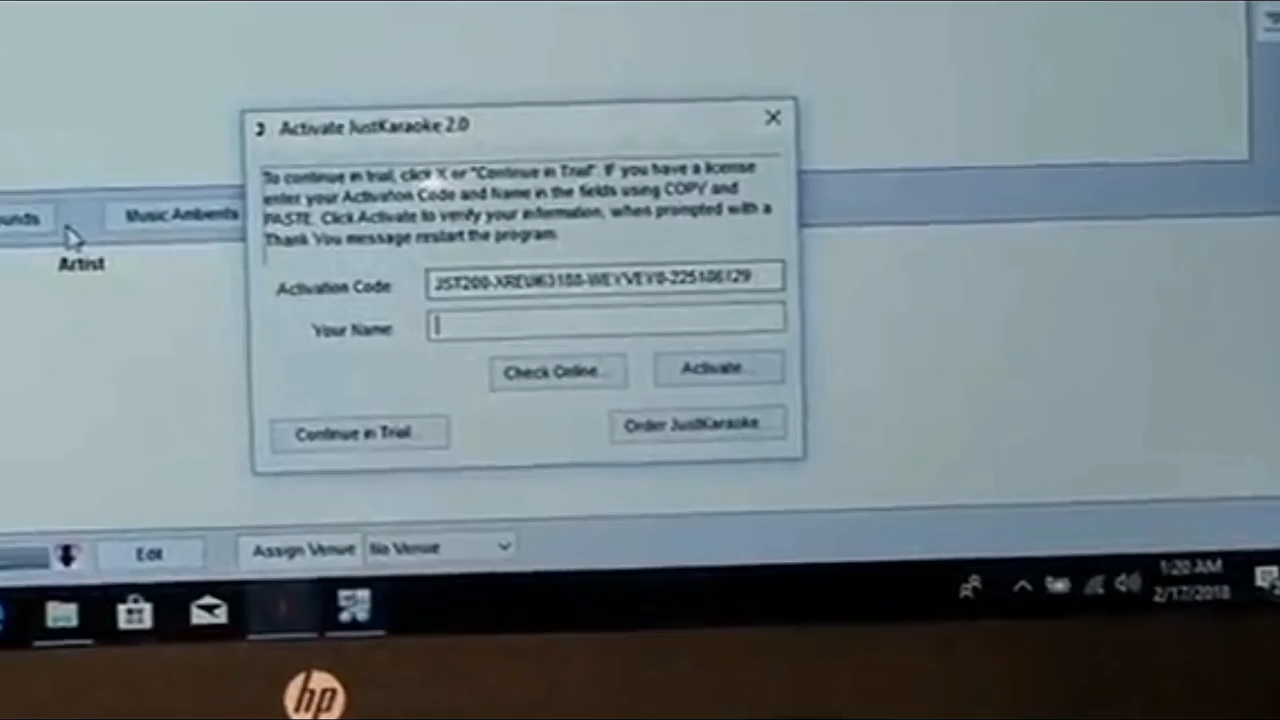 Activate JustKaraoke 2.0
To continue in trial, click X or "Continue in Trial". If you have a license
enter your Activation Code and Name in the fields using COPY and
PASTE. Click Activate to verify your information, when prompted with a
Thank You message restart the program.
ounds
Music Ambients
Artist
Activation Code:
Your Name:
Check Online...
Activate...
Continue in Trial
Order JustKaraoke
Edit
Assign Venue
No Venue
1:20 AM
2/17/2018
hp